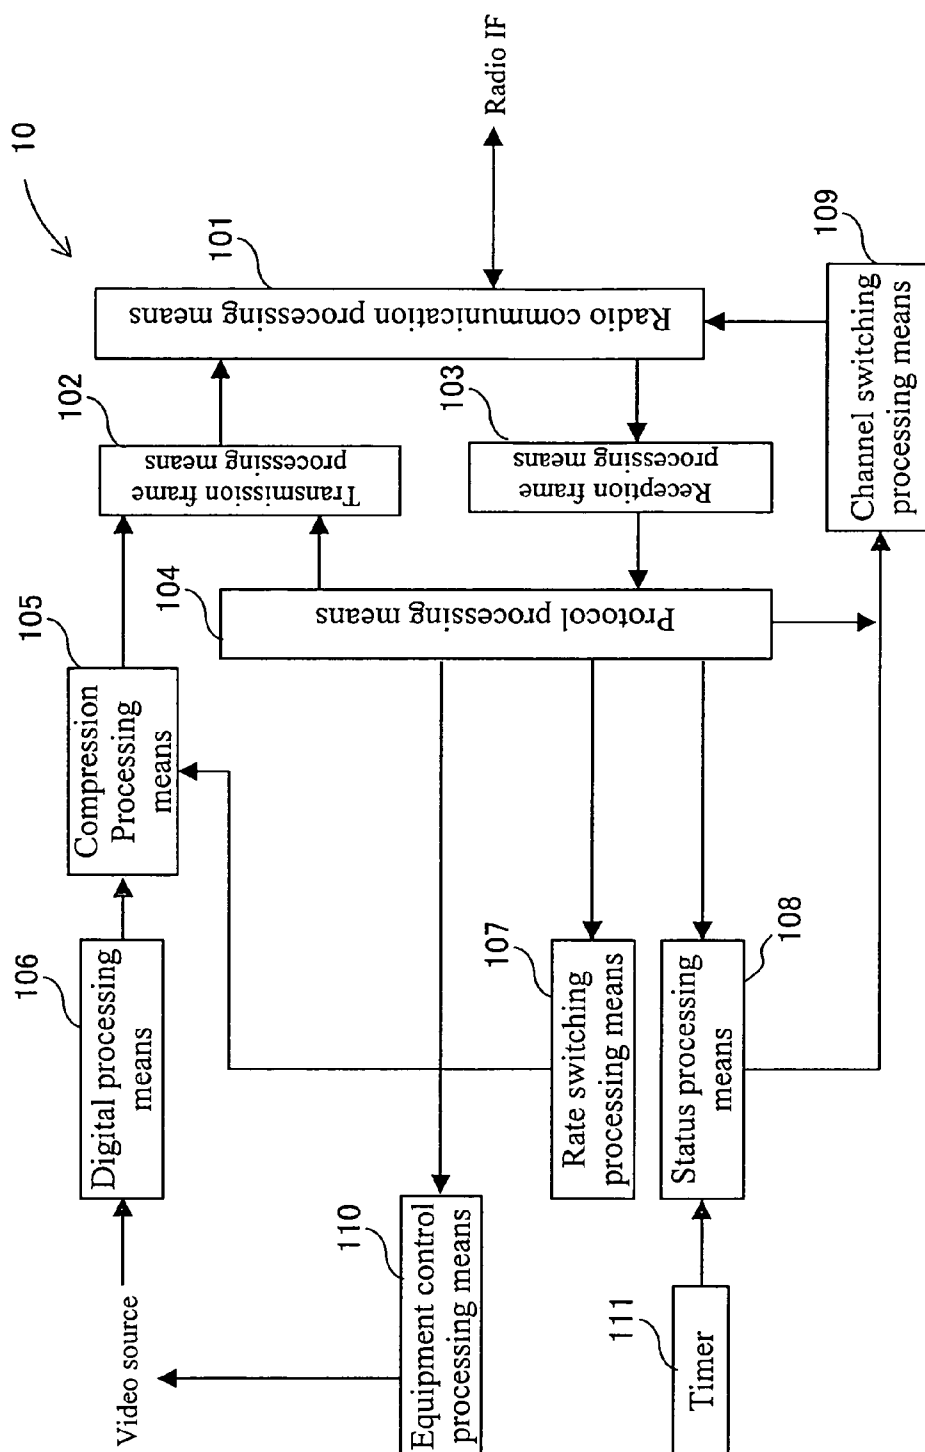 10
Video source
106
Digital processing
means
105
Compression
Processing
means
102
Transmission frame
processing means
101
Radio communication processing means
Radio IF
104
Protocol processing means
103
Reception frame
processing means
110
Equipment control
processing means
107
Rate switching
processing means
108
Status processing
means
109
Channel switching
processing means
111
Timer